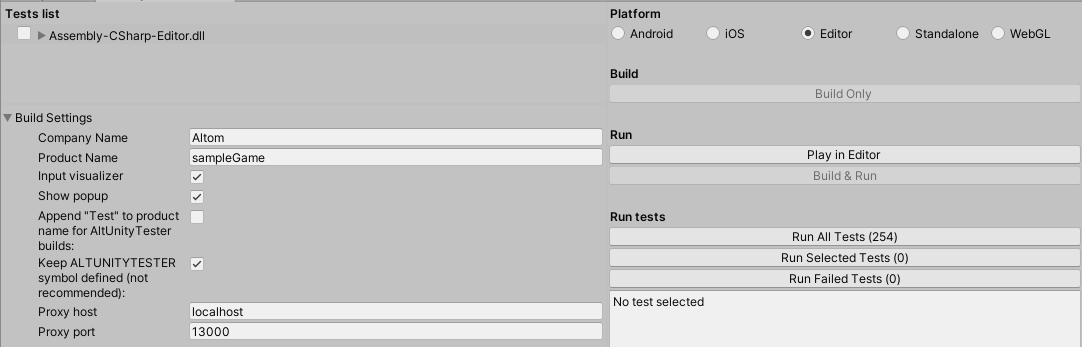 Tests list
Assembly-CSharp-Editor.dll
Build Settings
Company Name Altom
Product Name sampleGame
Input visualizer
Show popup
Append "Test" to product
name for AltUnityTester
builds:
Keep ALTUNITYTESTER
symbol defined (not
recommended):
Proxy host localhost
Proxy port 13000
Platform
Android iOS Editor Standalone WebGL
Build
Build Only
Run
Play in Editor
Build & Run
Run tests
Run All Tests (254)
Run Selected Tests (0)
Run Failed Tests (0)
No test selected